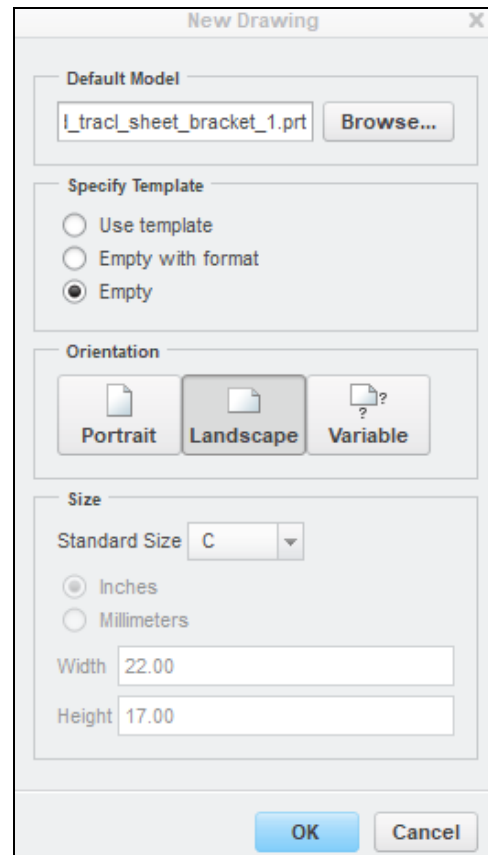 New Drawing X
Default Model
l_tracl_sheet_bracket_1.prt Browse...
Specify Template
Use template
Empty with format
Empty
Orientation
Portrait Landscape Variable
Size
Standard Size C
Inches
Millimeters
Width 22.00
Height 17.00
OK Cancel